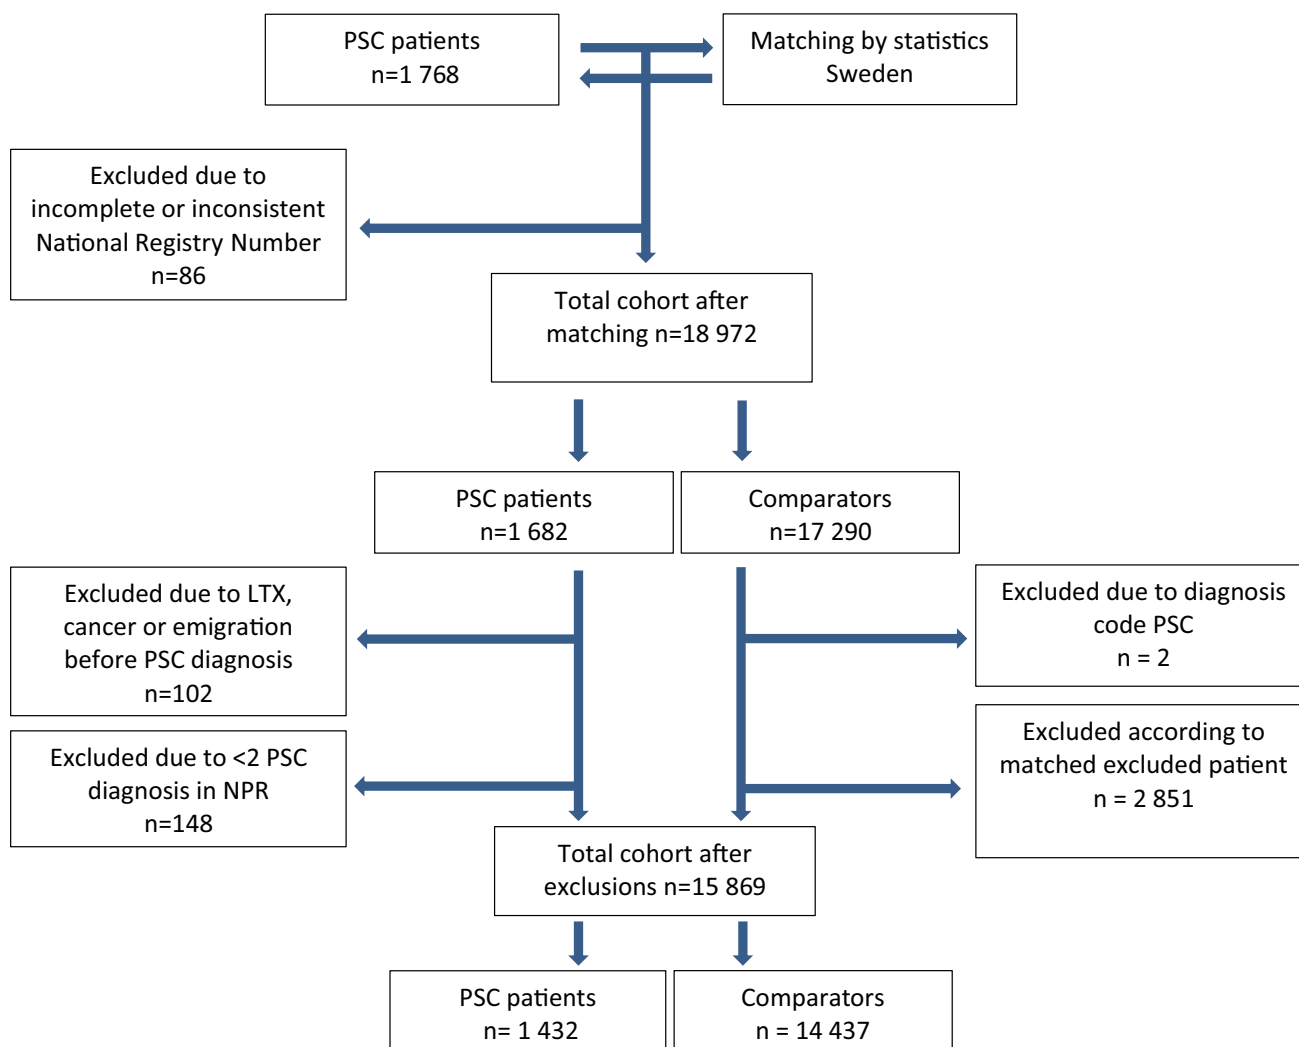 PSC patients
n=1 768
Matching by statistics
Sweden
Excluded due to
incomplete or inconsistent
National Registry Number
n=86
Total cohort after
matching n=18 972
PSC patients
n=1 682
Comparators
n=17 290
Excluded due to LTX,
cancer or emigration
before PSC diagnosis
n=102
Excluded due to diagnosis
code PSC
n = 2
Excluded due to <2 PSC
diagnosis in NPR
n=148
Excluded according to
matched excluded patient
n = 2 851
Total cohort after
exclusions n=15 869
PSC patients
n= 1 432
Comparators
n = 14 437